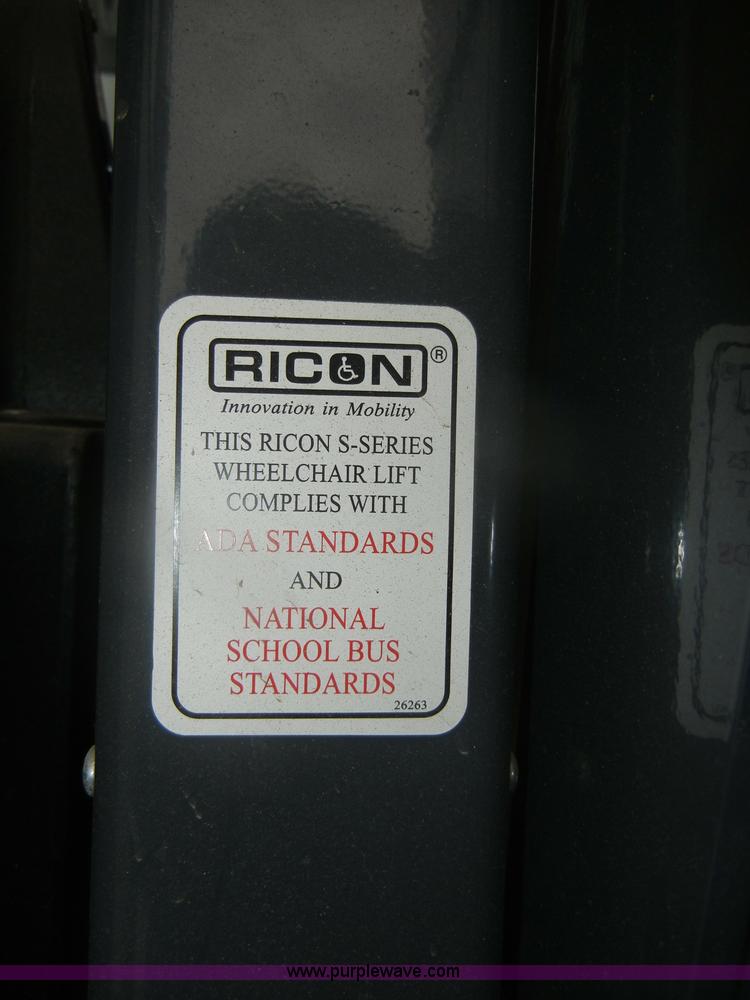 RICON ®
Innovation in Mobility
THIS RICON S-SERIES
WHEELCHAIR LIFT
COMPLIES WITH
ADA STANDARDS
AND
NATIONAL
SCHOOL BUS
STANDARDS
26263
www.purplewave.com